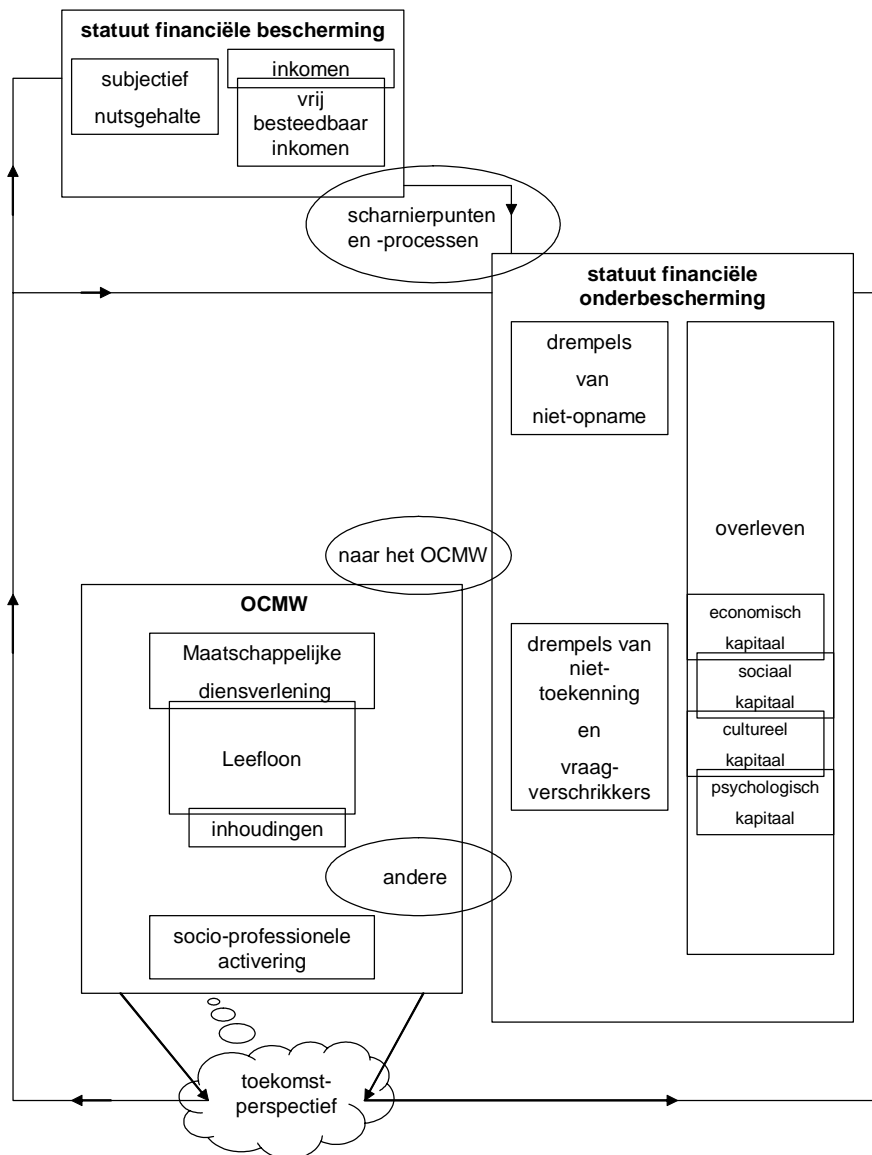 statuut financiële bescherming
subjectief
nutsgehalte
inkomen
vrij
besteedbaar
inkomen
scharnierpunten
en -processen
statuut financiële
onderbescherming
drempels
van
niet-opname
overleven
naar het OCMW
OCMW
Maatschappelijke
diensverlening
Leefloon
inhoudingen
andere
socio-professionele
activering
drempels van
niet-
toekenning
en
vraag-
verschrikkers
economisch
kapitaal
sociaal
kapitaal
cultureel
kapitaal
psychologisch
kapitaal
toekomst-
perspectief